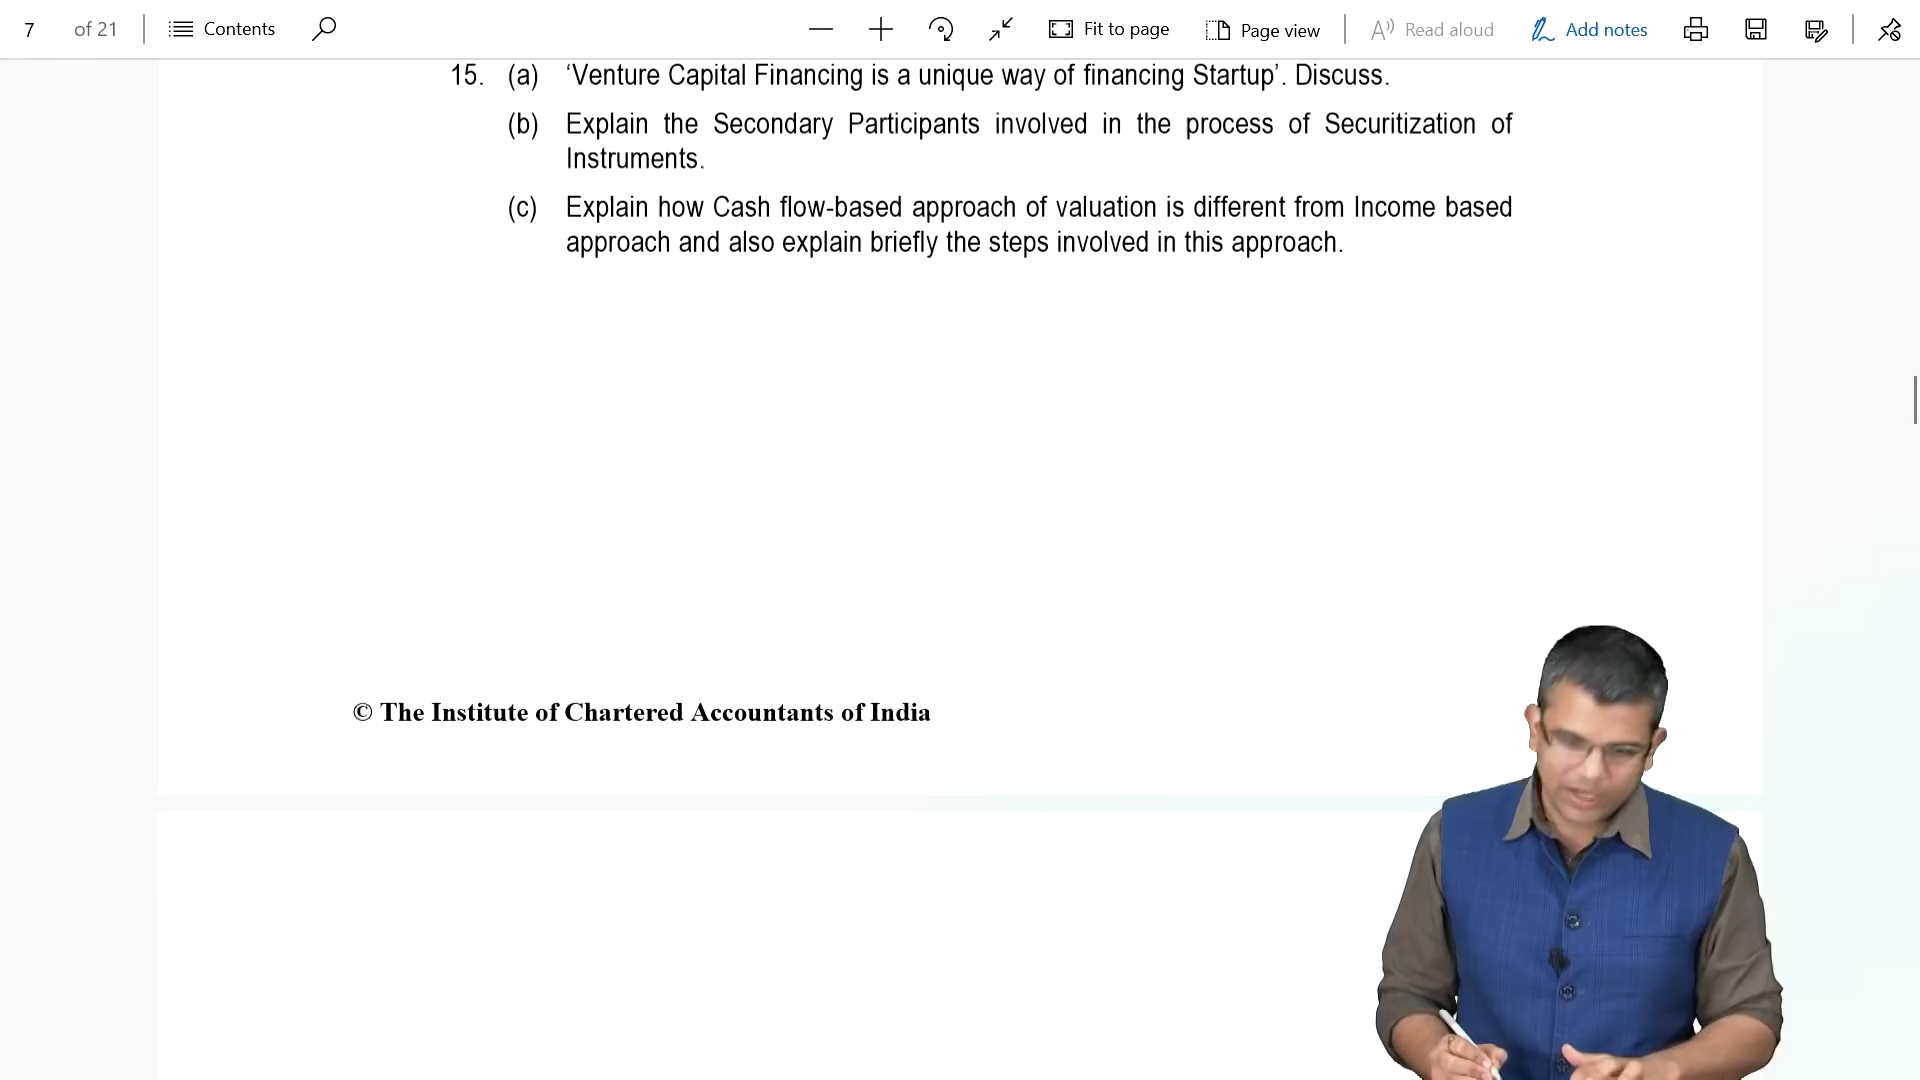 7 of 21 Contents Fit to page Page view Read aloud Add notes
15. (a) ‘Venture Capital Financing is a unique way of financing Startup’. Discuss.
(b) Explain the Secondary Participants involved in the process of Securitization of
Instruments.
(c) Explain how Cash flow-based approach of valuation is different from Income based
approach and also explain briefly the steps involved in this approach.
© The Institute of Chartered Accountants of India